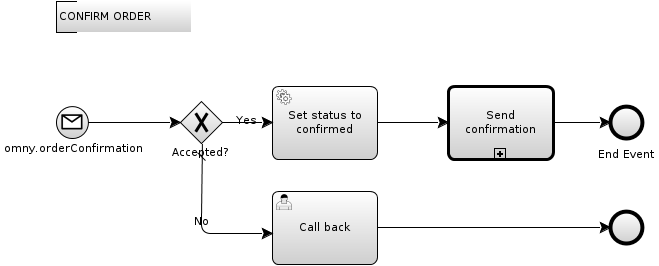 CONFIRM ORDER
omny.orderConfirmation
Accepted?
Yes
Set status to
confirmed
Send
confirmation
End Event
No
Call back